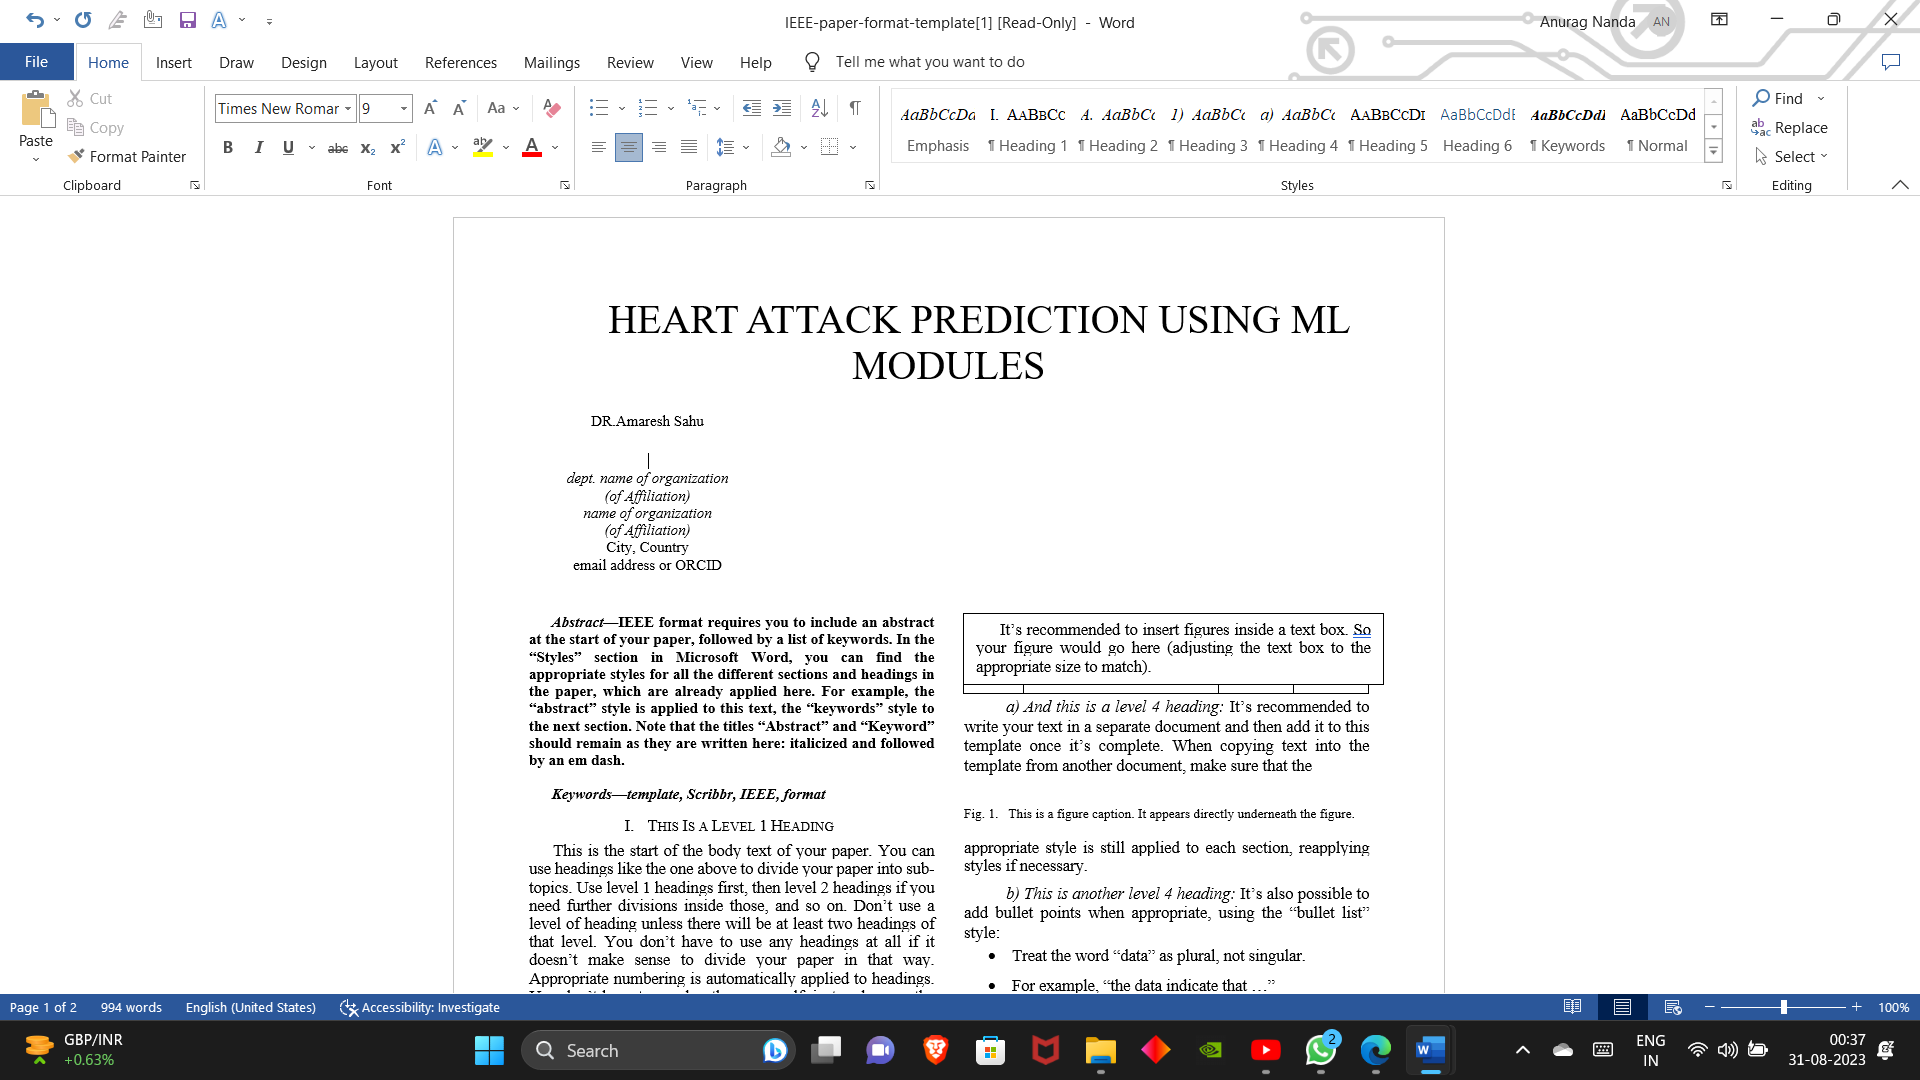 IEEE-paper-format-template[1] [Read-Only] - Word
Anurag Nanda AN
File Home Insert Draw Design Layout References Mailings Review View Help Tell me what you want to do
Paste
Cut
Copy
Format Painter
Clipboard
Times New Romar 9
Font
Paragraph
AaBbCcDa I. AABBCC A. AaBbCc 1) AaBbCc a) AaBbCc AABBCCDI AaBbCcDdE AaBbCcDdI AaBbCcDd
Emphasis ¶ Heading 1 ¶ Heading 2 ¶ Heading 3 ¶ Heading 4 ¶ Heading 5 Heading 6 ¶ Keywords ¶ Normal
Styles
Find
Replace
Select
Editing
HEART ATTACK PREDICTION USING ML
MODULES
DR.Amaresh Sahu
dept. name of organization
(of Affiliation)
name of organization
(of Affiliation)
City, Country
email address or ORCID
Abstract—IEEE format requires you to include an abstract
at the start of your paper, followed by a list of keywords. In the
“Styles” section in Microsoft Word, you can find the
appropriate styles for all the different sections and headings in
the paper, which are already applied here. For example, the
“abstract” style is applied to this text, the “keywords” style to
the next section. Note that the titles “Abstract” and “Keyword”
should remain as they are written here: italicized and followed
by an em dash.
Keywords—template, Scribbr, IEEE, format
I. THIS IS A LEVEL 1 HEADING
This is the start of the body text of your paper. You can
use headings like the one above to divide your paper into sub-
topics. Use level 1 headings first, then level 2 headings if you
need further divisions inside those, and so on. Don’t use a
level of heading unless there will be at least two headings of
that level. You don’t have to use any headings at all if it
doesn’t make sense to divide your paper in that way.
Appropriate numbering is automatically applied to headings.
It’s recommended to insert figures inside a text box. So
your figure would go here (adjusting the text box to the
appropriate size to match).
a) And this is a level 4 heading: It’s recommended to
write your text in a separate document and then add it to this
template once it’s complete. When copying text into the
template from another document, make sure that the
Fig. 1. This is a figure caption. It appears directly underneath the figure.
appropriate style is still applied to each section, reapplying
styles if necessary.
b) This is another level 4 heading: It’s also possible to
add bullet points when appropriate, using the “bullet list”
style:
• Treat the word “data” as plural, not singular.
• For example, “the data indicate that …”
Page 1 of 2 994 words English (United States) Accessibility: Investigate 100%
GBP/INR
+0.63%
Search
2
ENG
IN
00:37
31-08-2023